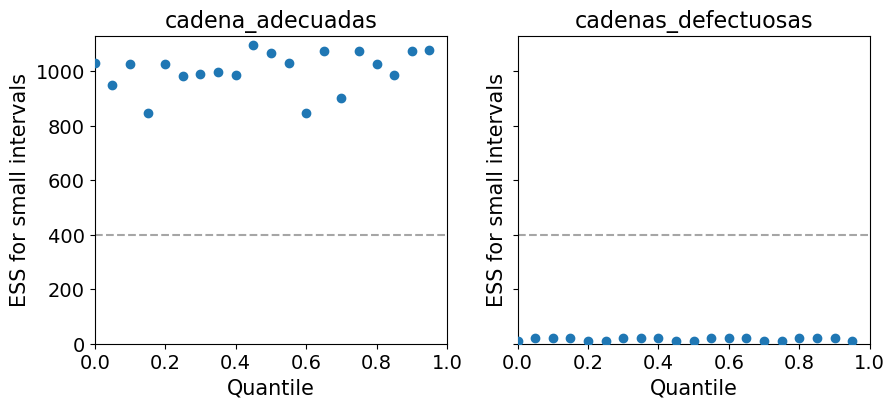 cadena_adecuadas
cadenas_defectuosas
ESS for small intervals
1000
800
600
400
200
0
0.0 0.2 0.4 0.6 0.8 1.0
Quantile
ESS for small intervals
0.0 0.2 0.4 0.6 0.8 1.0
Quantile